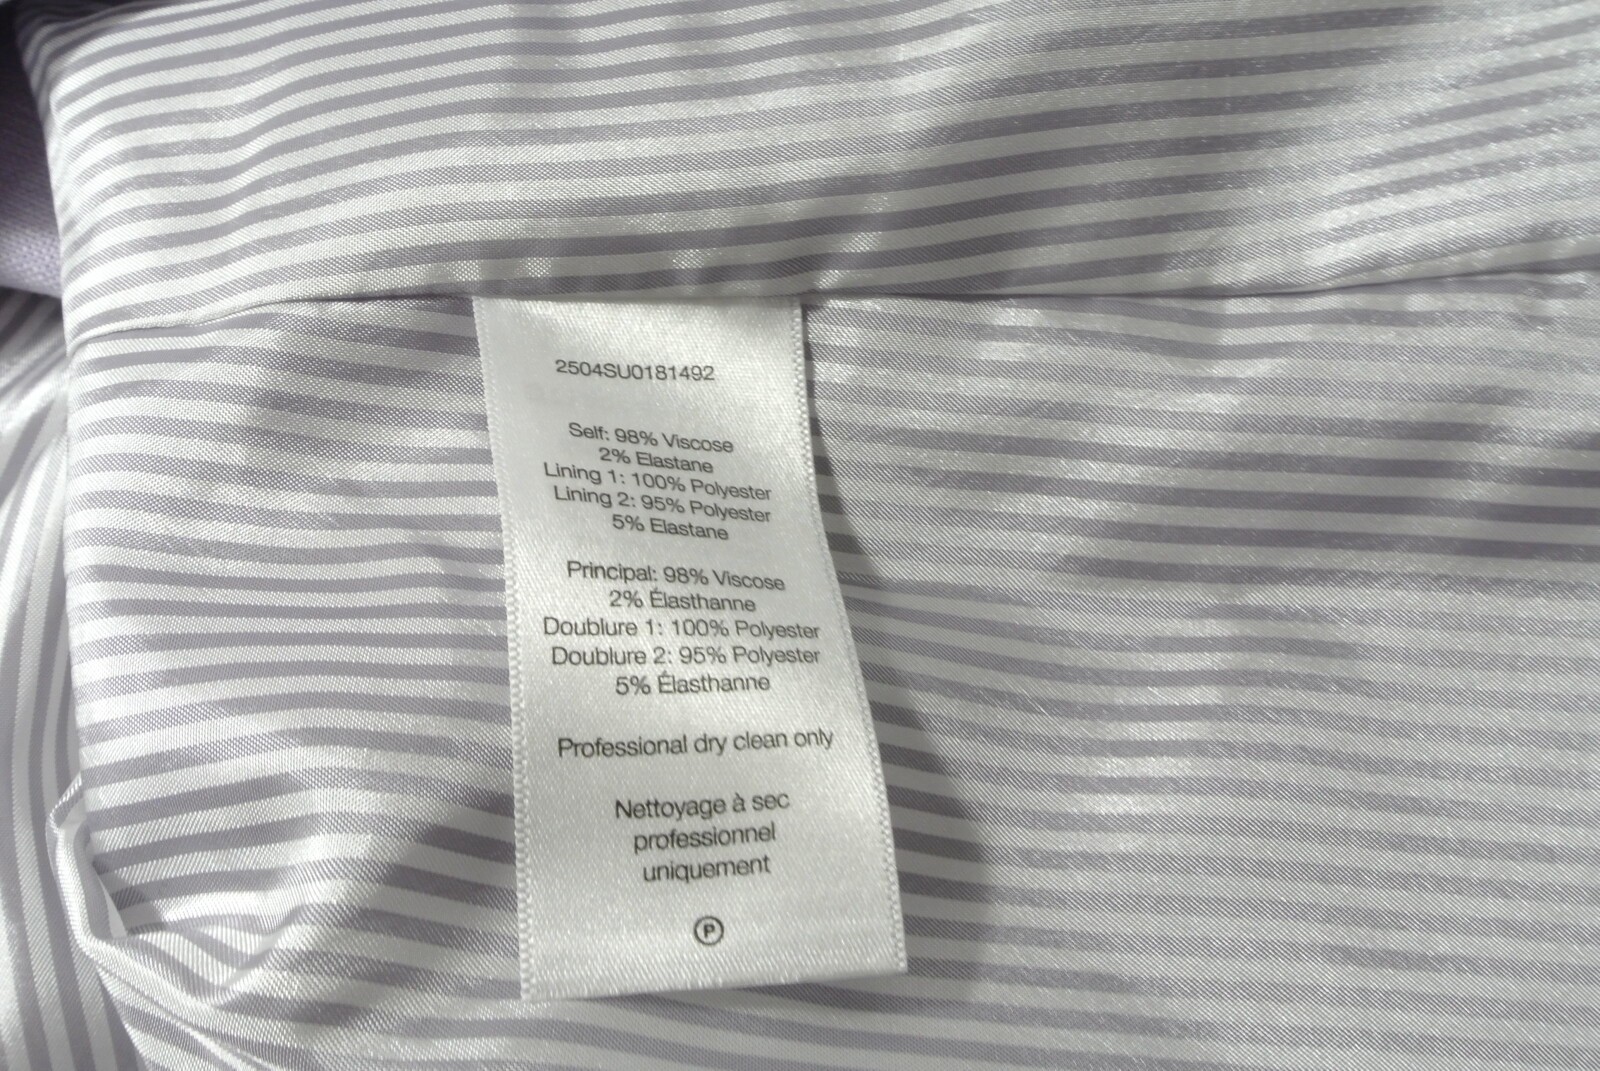 2504SU0181492
Self: 98% Viscose
2% Elastane
Lining 1: 100% Polyester
Lining 2: 95% Polyester
5% Elastane
Principal: 98% Viscose
2% Élasthanne
Doublure 1: 100% Polyester
Doublure 2: 95% Polyester
5% Élasthanne
Professional dry clean only
Nettoyage à sec
professionnel
uniquement
P